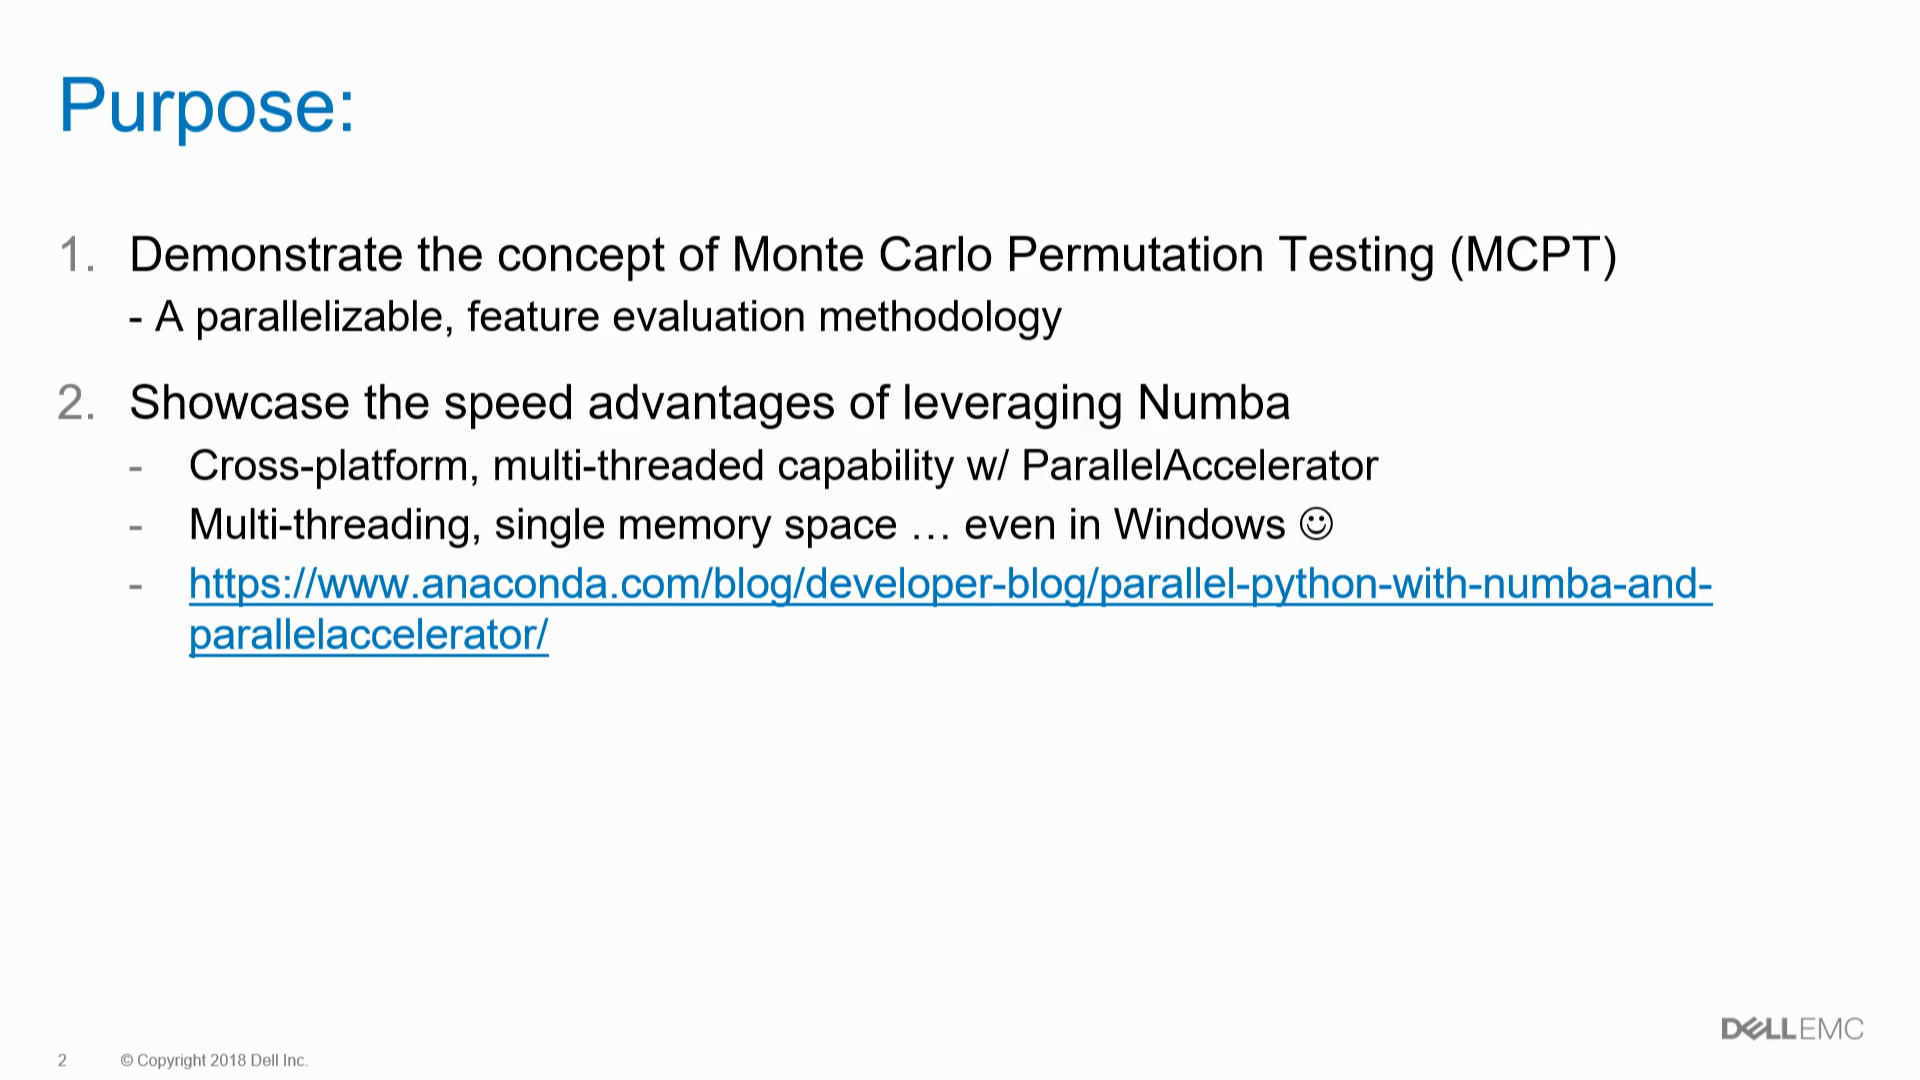 Purpose:
1. Demonstrate the concept of Monte Carlo Permutation Testing (MCPT)
- A parallelizable, feature evaluation methodology
2. Showcase the speed advantages of leveraging Numba
- Cross-platform, multi-threaded capability w/ ParallelAccelerator
- Multi-threading, single memory space … even in Windows ☺
- https://www.anaconda.com/blog/developer-blog/parallel-python-with-numba-and-
parallelaccelerator/
DELLEMC
2 © Copyright 2018 Dell Inc.